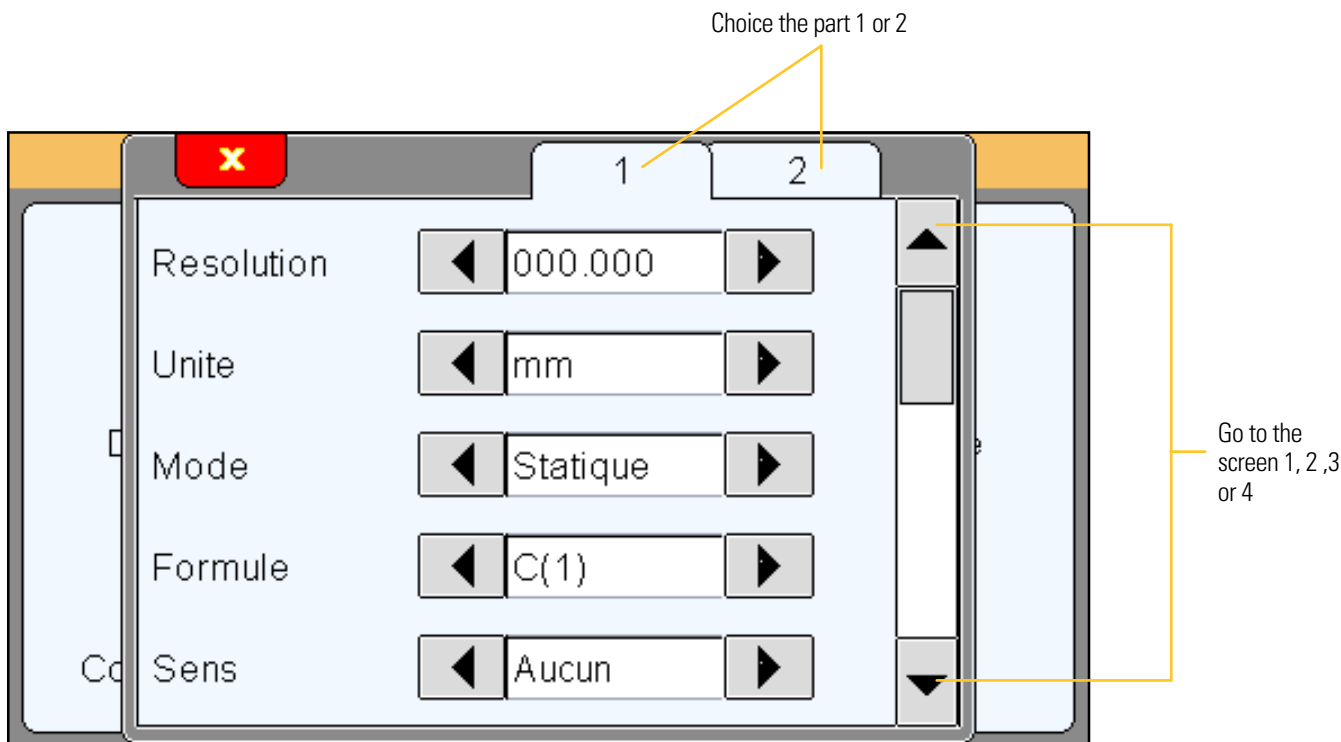 Choice the part 1 or 2
x
1
2
Resolution
000.000
Unite
mm
Mode
Statique
Formule
C(1)
Sens
Aucun
Go to the
screen 1, 2 ,3
or 4